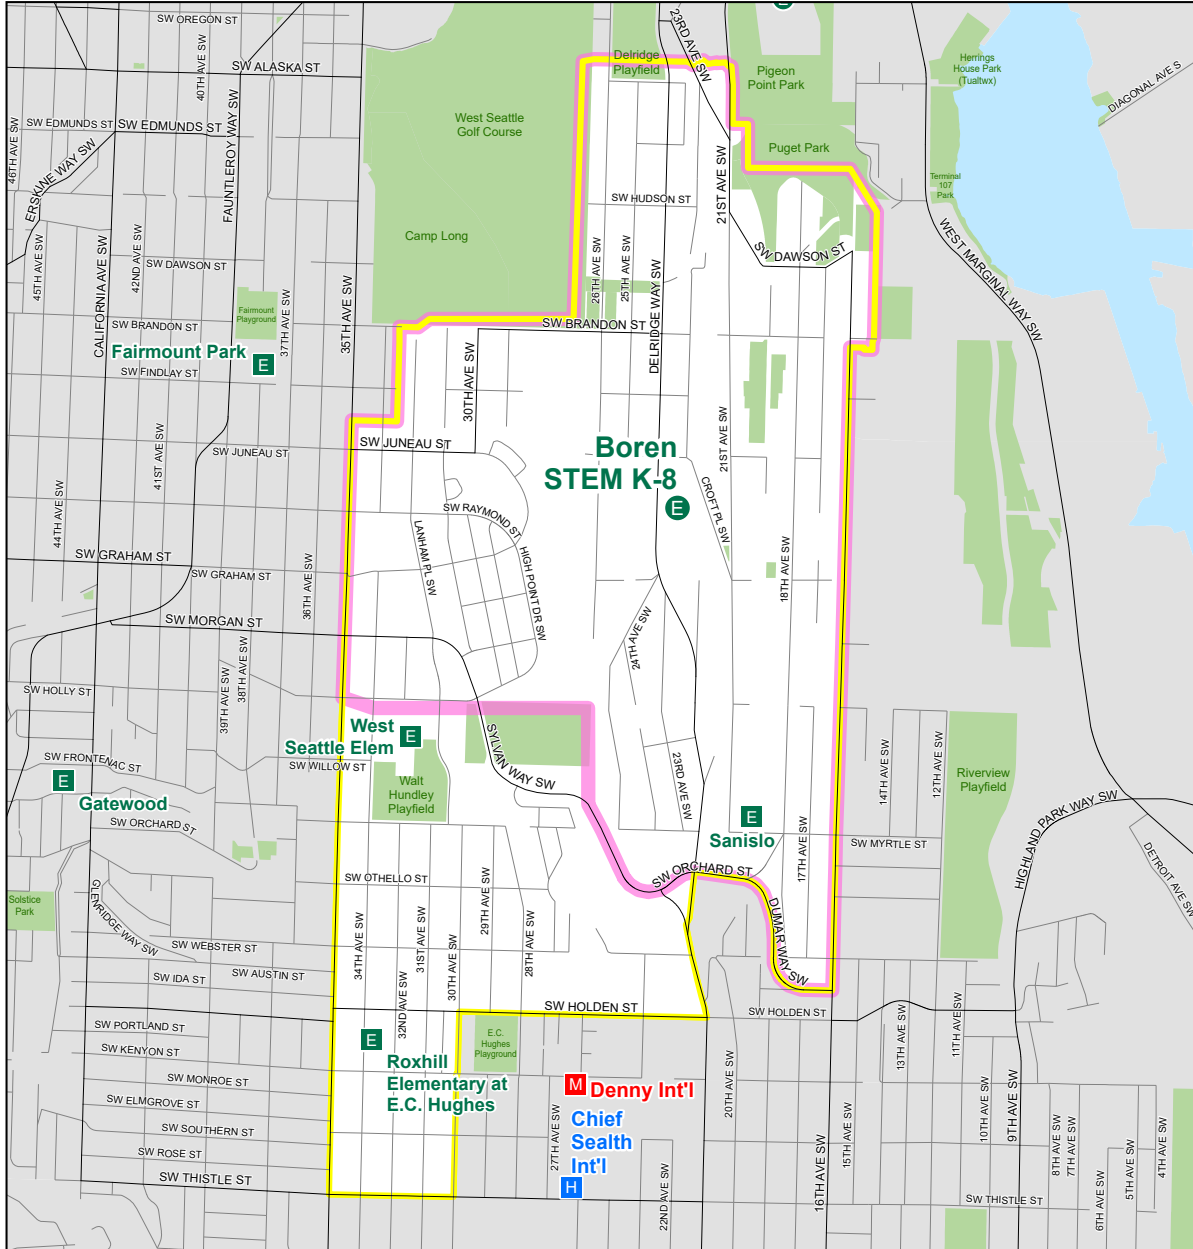 SW OREGON ST
40TH AVE SW
SW ALASKA ST
23RD AVE SW
Delridge
Playfield
Pigeon
Point Park
Herrings
House Park
(Tualtwx)
DIAGONAL AVE S
E
46TH AVE SW
SW EDMUNDS ST
SW EDMUNDS ST
FAUNTLEROY WAY SW
West Seattle
Golf Course
Puget Park
ERSKINE WAY SW
21ST AVE SW
Terminal
107
Park
SW HUDSON ST
Camp Long
45TH AVE SW
CALIFORNIA AVE SW
42ND AVE SW
SW DAWSON ST
SW DAWSON ST
WEST MARGINAL WAY SW
26TH AVE SW
25TH AVE SW
DELRIDGE WAY SW
Fairmount
Playground
37TH AVE SW
35TH AVE SW
SW BRANDON ST
SW BRANDON ST
Fairmount Park
E
SW FINDLAY ST
30TH AVE SW
SW JUNEAU ST
SW JUNEAU ST
41ST AVE SW
44TH AVE SW
21ST AVE SW
Boren
STEM K-8
E
CROFT PL SW
SW RAYMOND ST
LANHAM PL SW
HIGH POINT DR SW
18TH AVE SW
SW GRAHAM ST
SW GRAHAM ST
36TH AVE SW
SW MORGAN ST
24TH AVE SW
39TH AVE SW
38TH AVE SW
SW HOLLY ST
West
Seattle Elem
E
SYLVAN WAY SW
SW FRONTENAC ST
SW WILLOW ST
E
Gatewood
Walt
Hundley
Playfield
23RD AVE SW
14TH AVE SW
12TH AVE SW
Riverview
Playfield
HIGHLAND PARK WAY SW
E
Sanislo
SW ORCHARD ST
17TH AVE SW
SW MYRTLE ST
DETROIT AVE SW
SW ORCHARD ST
SW OTHELLO ST
GLENRIDGE WAY SW
Solstice
Park
29TH AVE SW
28TH AVE SW
DUMAR WAY SW
34TH AVE SW
31ST AVE SW
30TH AVE SW
32ND AVE SW
SW WEBSTER ST
SW IDA ST
SW AUSTIN ST
SW HOLDEN ST
SW HOLDEN ST
SW PORTLAND ST
SW KENYON ST
SW MONROE ST
SW ELMGROVE ST
SW SOUTHERN ST
SW ROSE ST
SW THISTLE ST
E
Roxhill
Elementary at
E.C. Hughes
E.C.
Hughes
Playground
M
Denny Int'l
Chief
Sealth
Int'l
H
27TH AVE SW
22ND AVE SW
20TH AVE SW
16TH AVE SW
15TH AVE SW
13TH AVE SW
11TH AVE SW
10TH AVE SW
9TH AVE SW
8TH AVE SW
7TH AVE SW
6TH AVE SW
5TH AVE SW
4TH AVE SW
SW THISTLE ST